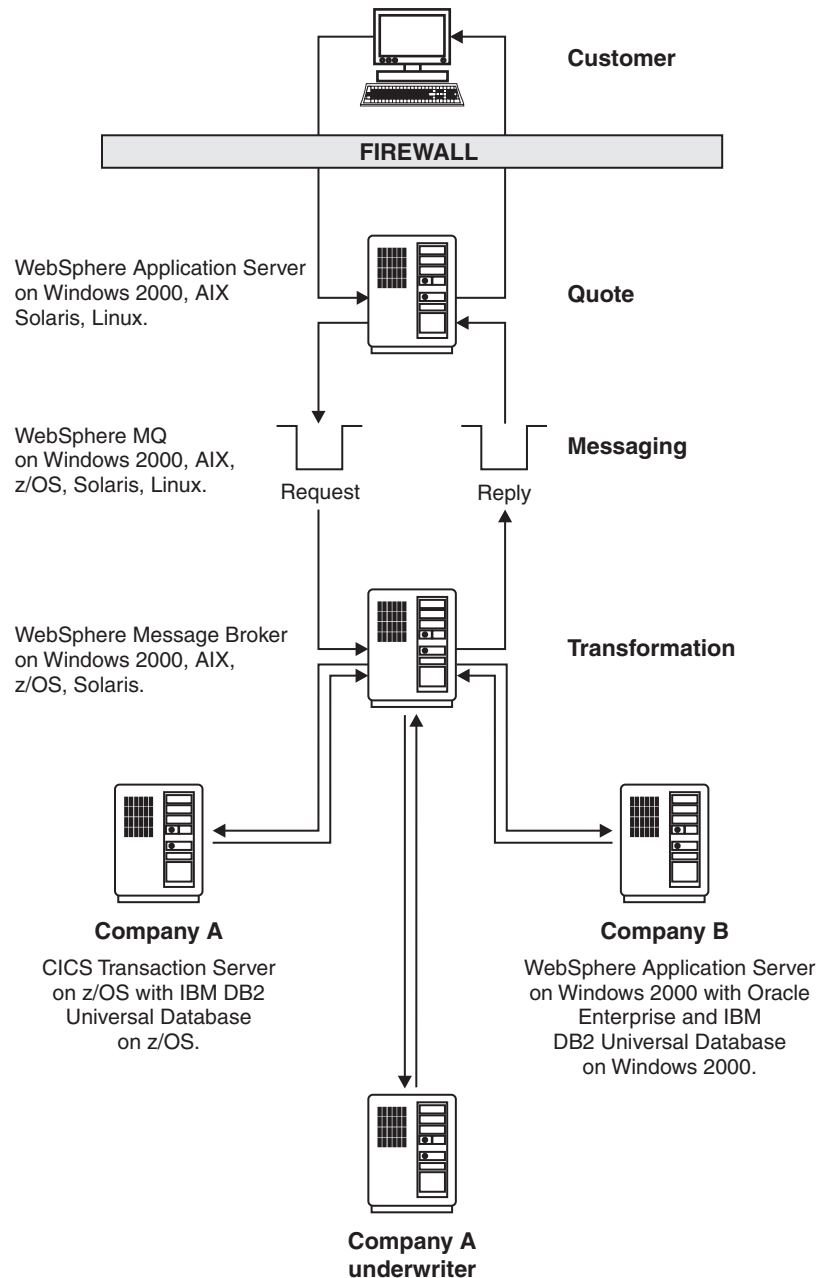 Customer
FIREWALL
WebSphere Application Server
on Windows 2000, AIX
Solaris, Linux.
Quote
WebSphere MQ
on Windows 2000, AIX,
z/OS, Solaris, Linux.
Request
Reply
Messaging
WebSphere Message Broker
on Windows 2000, AIX,
z/OS, Solaris.
Transformation
Company A
CICS Transaction Server
on z/OS with IBM DB2
Universal Database
on z/OS.
Company B
WebSphere Application Server
on Windows 2000 with Oracle
Enterprise and IBM
DB2 Universal Database
on Windows 2000.
Company A
underwriter